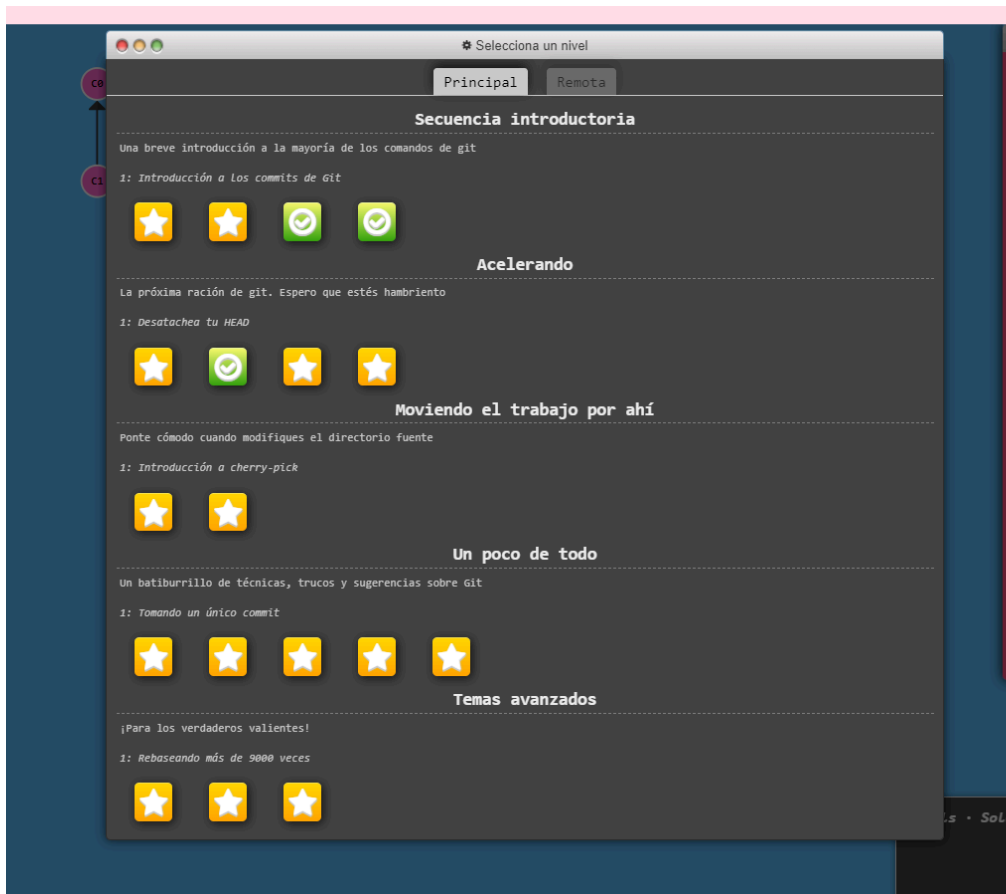 Selecciona un nivel
Principal
Remota
C0
Secuencia introductoria
Una breve introducción a la mayoría de los comandos de git
C1
1: Introducción a los commits de Git
Acelerando
La próxima ración de git. Espero que estés hambriento
1: Desatachea tu HEAD
Moviendo el trabajo por ahí
Ponte cómodo cuando modifiques el directorio fuente
1: Introducción a cherry-pick
Un poco de todo
Un batiburrillo de técnicas, trucos y sugerencias sobre Git
1: Tomando un único commit
Temas avanzados
¡Para los verdaderos valientes!
1: Rebaseando más de 9000 veces